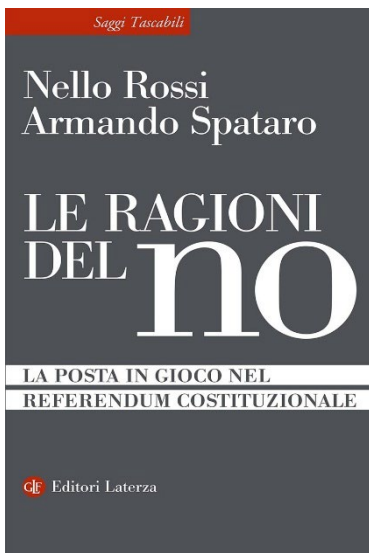 Saggi Tascabili
Nello Rossi
Armando Spataro
LE RAGIONI
DEL no
LA POSTA IN GIOCO NEL
REFERENDUM COSTITUZIONALE
GLF Editori Laterza